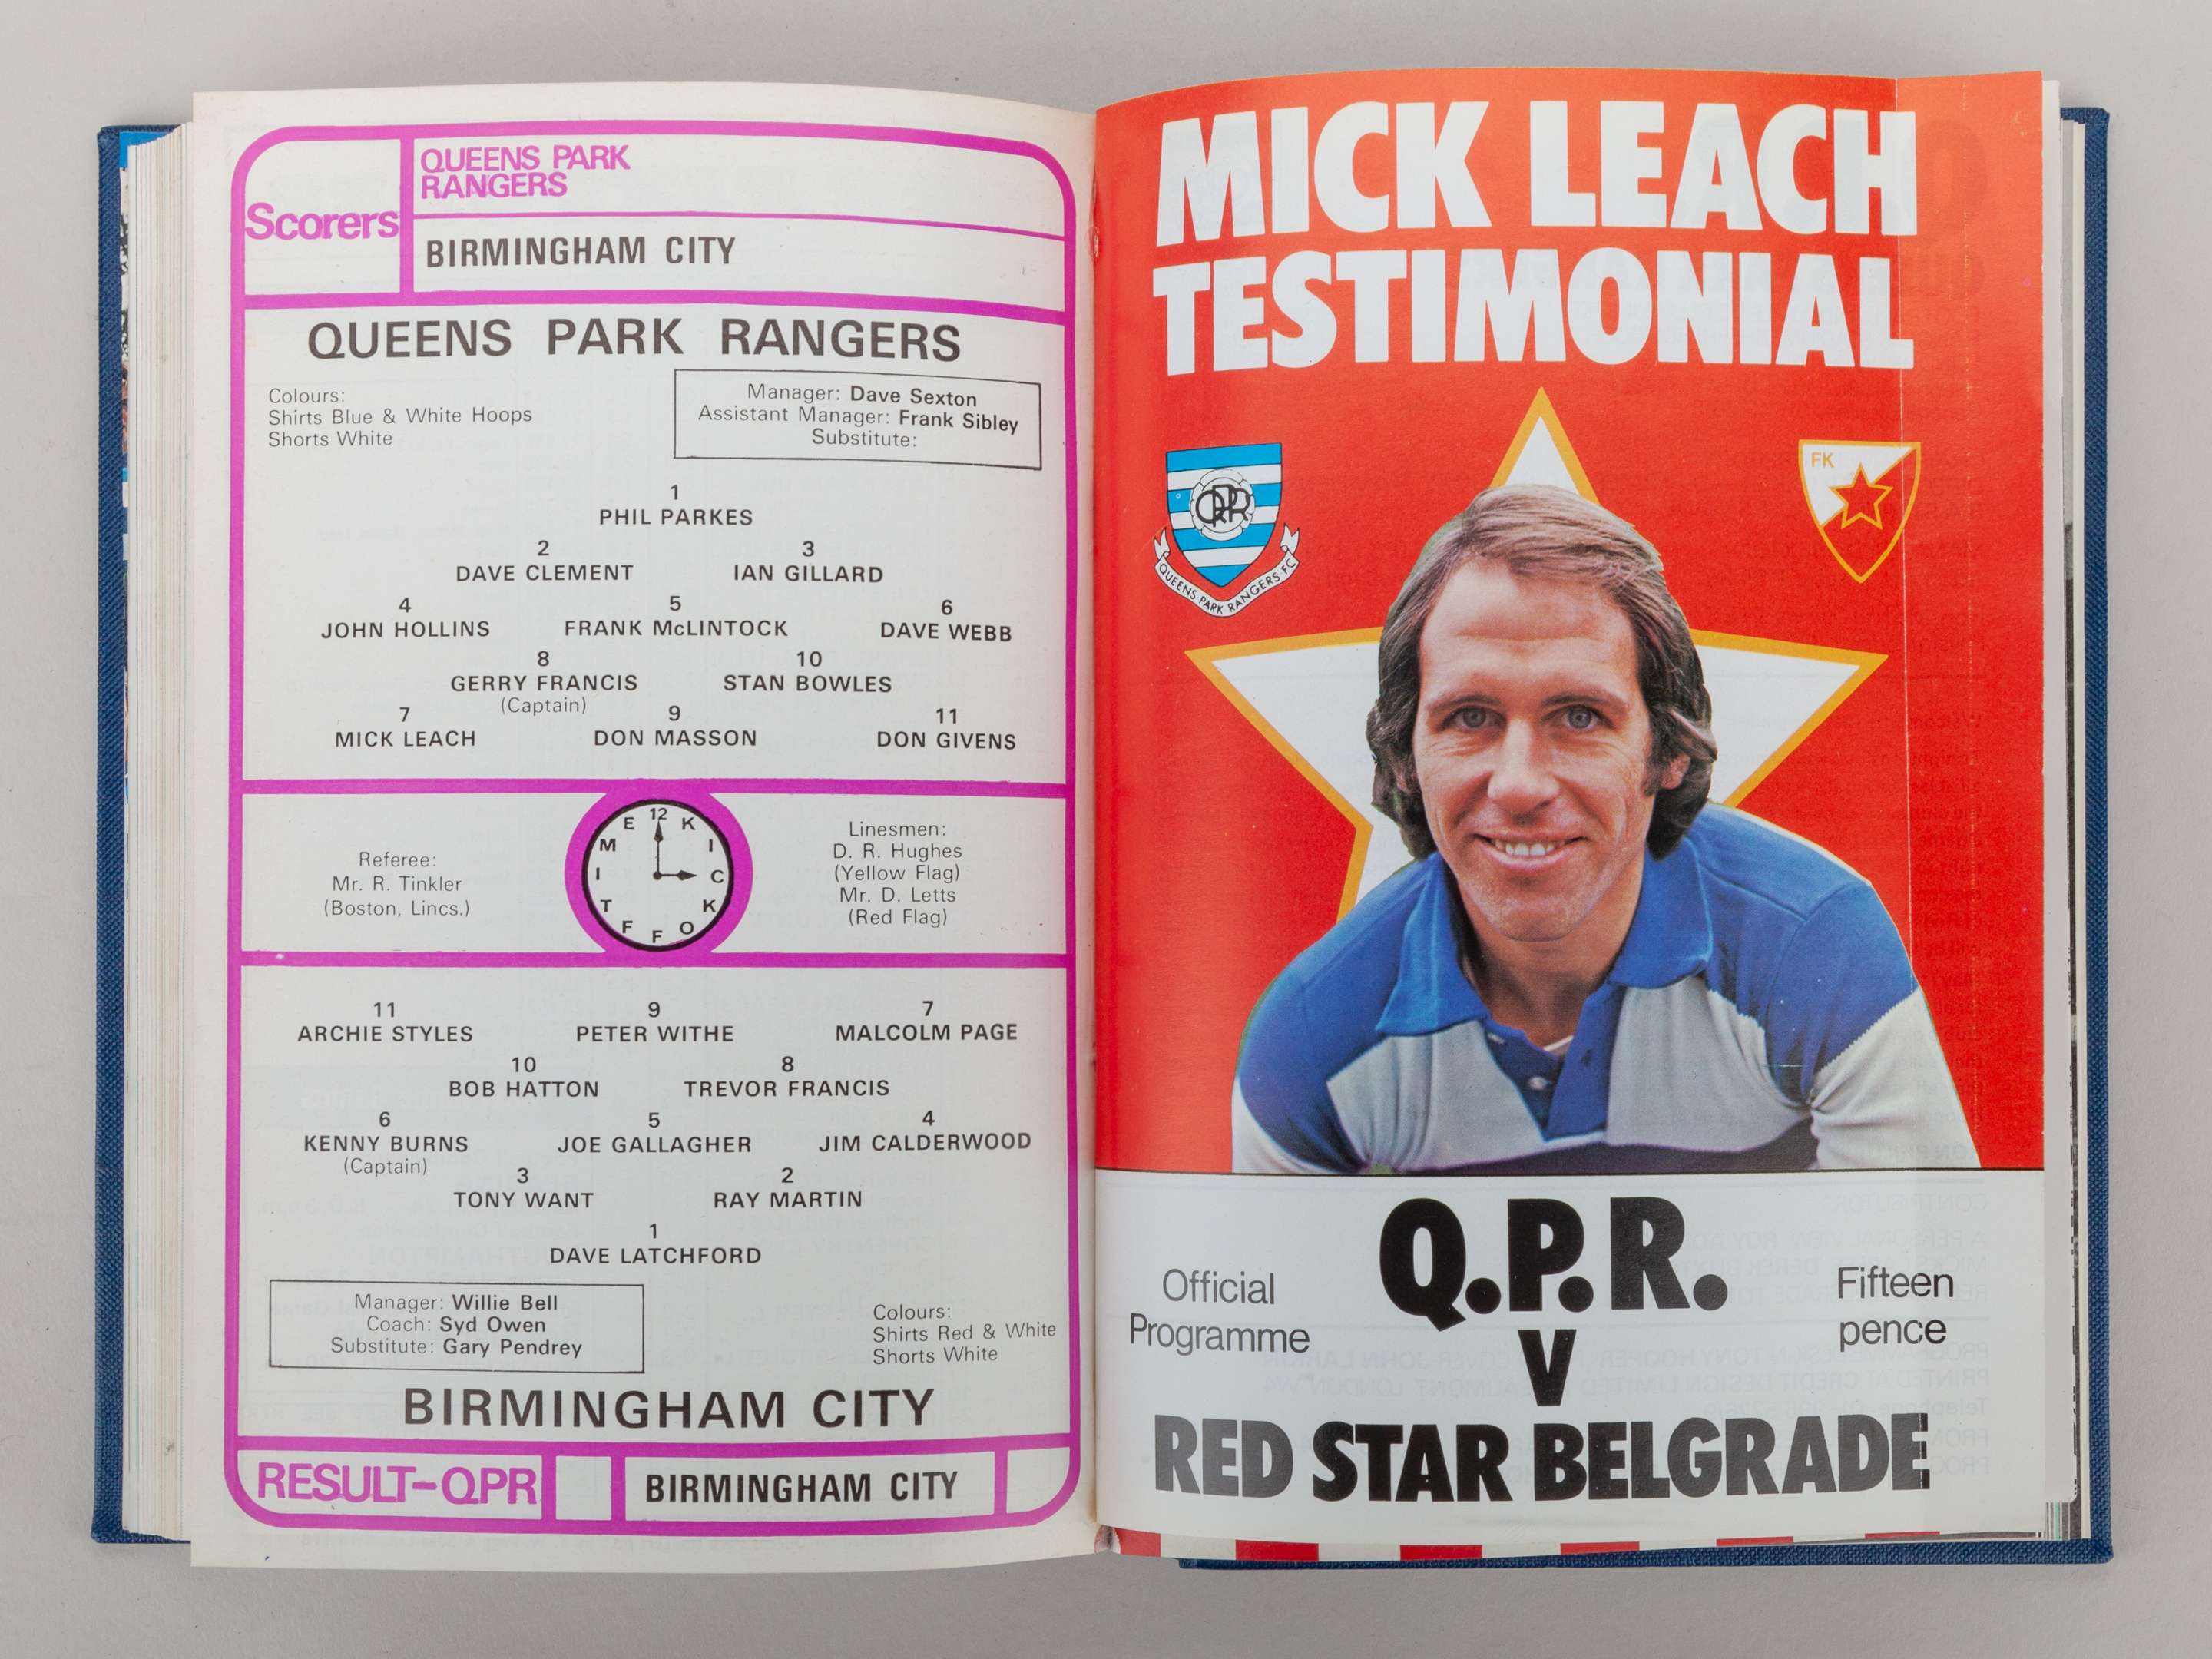 Scorers
QUEENS PARK
RANGERS
BIRMINGHAM CITY
QUEENS PARK RANGERS
Colours:
Shirts Blue & White Hoops
Shorts White
Manager: Dave Sexton
Assistant Manager: Frank Sibley
Substitute:
1
PHIL PARKES
2 3
DAVE CLEMENT IAN GILLARD
4 5 6
JOHN HOLLINS FRANK McLINTOCK DAVE WEBB
8 10
GERRY FRANCIS STAN BOWLES
(Captain)
7 9 11
MICK LEACH DON MASSON DON GIVENS
Referee:
Mr. R. Tinkler
(Boston, Lincs.)
12 KICK OFF TIME
Linesmen:
D. R. Hughes
(Yellow Flag)
Mr. D. Letts
(Red Flag)
11 9 7
ARCHIE STYLES PETER WITHE MALCOLM PAGE
10 8
BOB HATTON TREVOR FRANCIS
6 5 4
KENNY BURNS JOE GALLAGHER JIM CALDERWOOD
(Captain)
3 2
TONY WANT RAY MARTIN
1
DAVE LATCHFORD
Manager: Willie Bell
Coach: Syd Owen
Substitute: Gary Pendrey
Colours:
Shirts Red & White
Shorts White
BIRMINGHAM CITY
RESULT-QPR
BIRMINGHAM CITY
MICK LEACH
TESTIMONIAL
QPR
QUEENS PARK RANGERS FC
FK
Official
Programme
Q.P.R.
V
RED STAR BELGRADE
Fifteen
pence